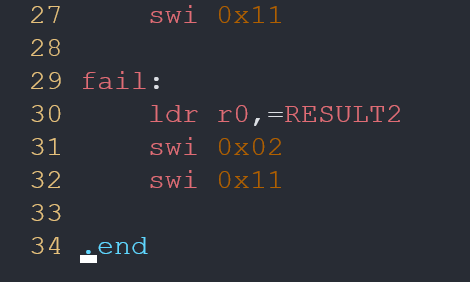 27 swi 0x11
28
29 fail:
30 ldr r0,=RESULT2
31 swi 0x02
32 swi 0x11
33
34 .end